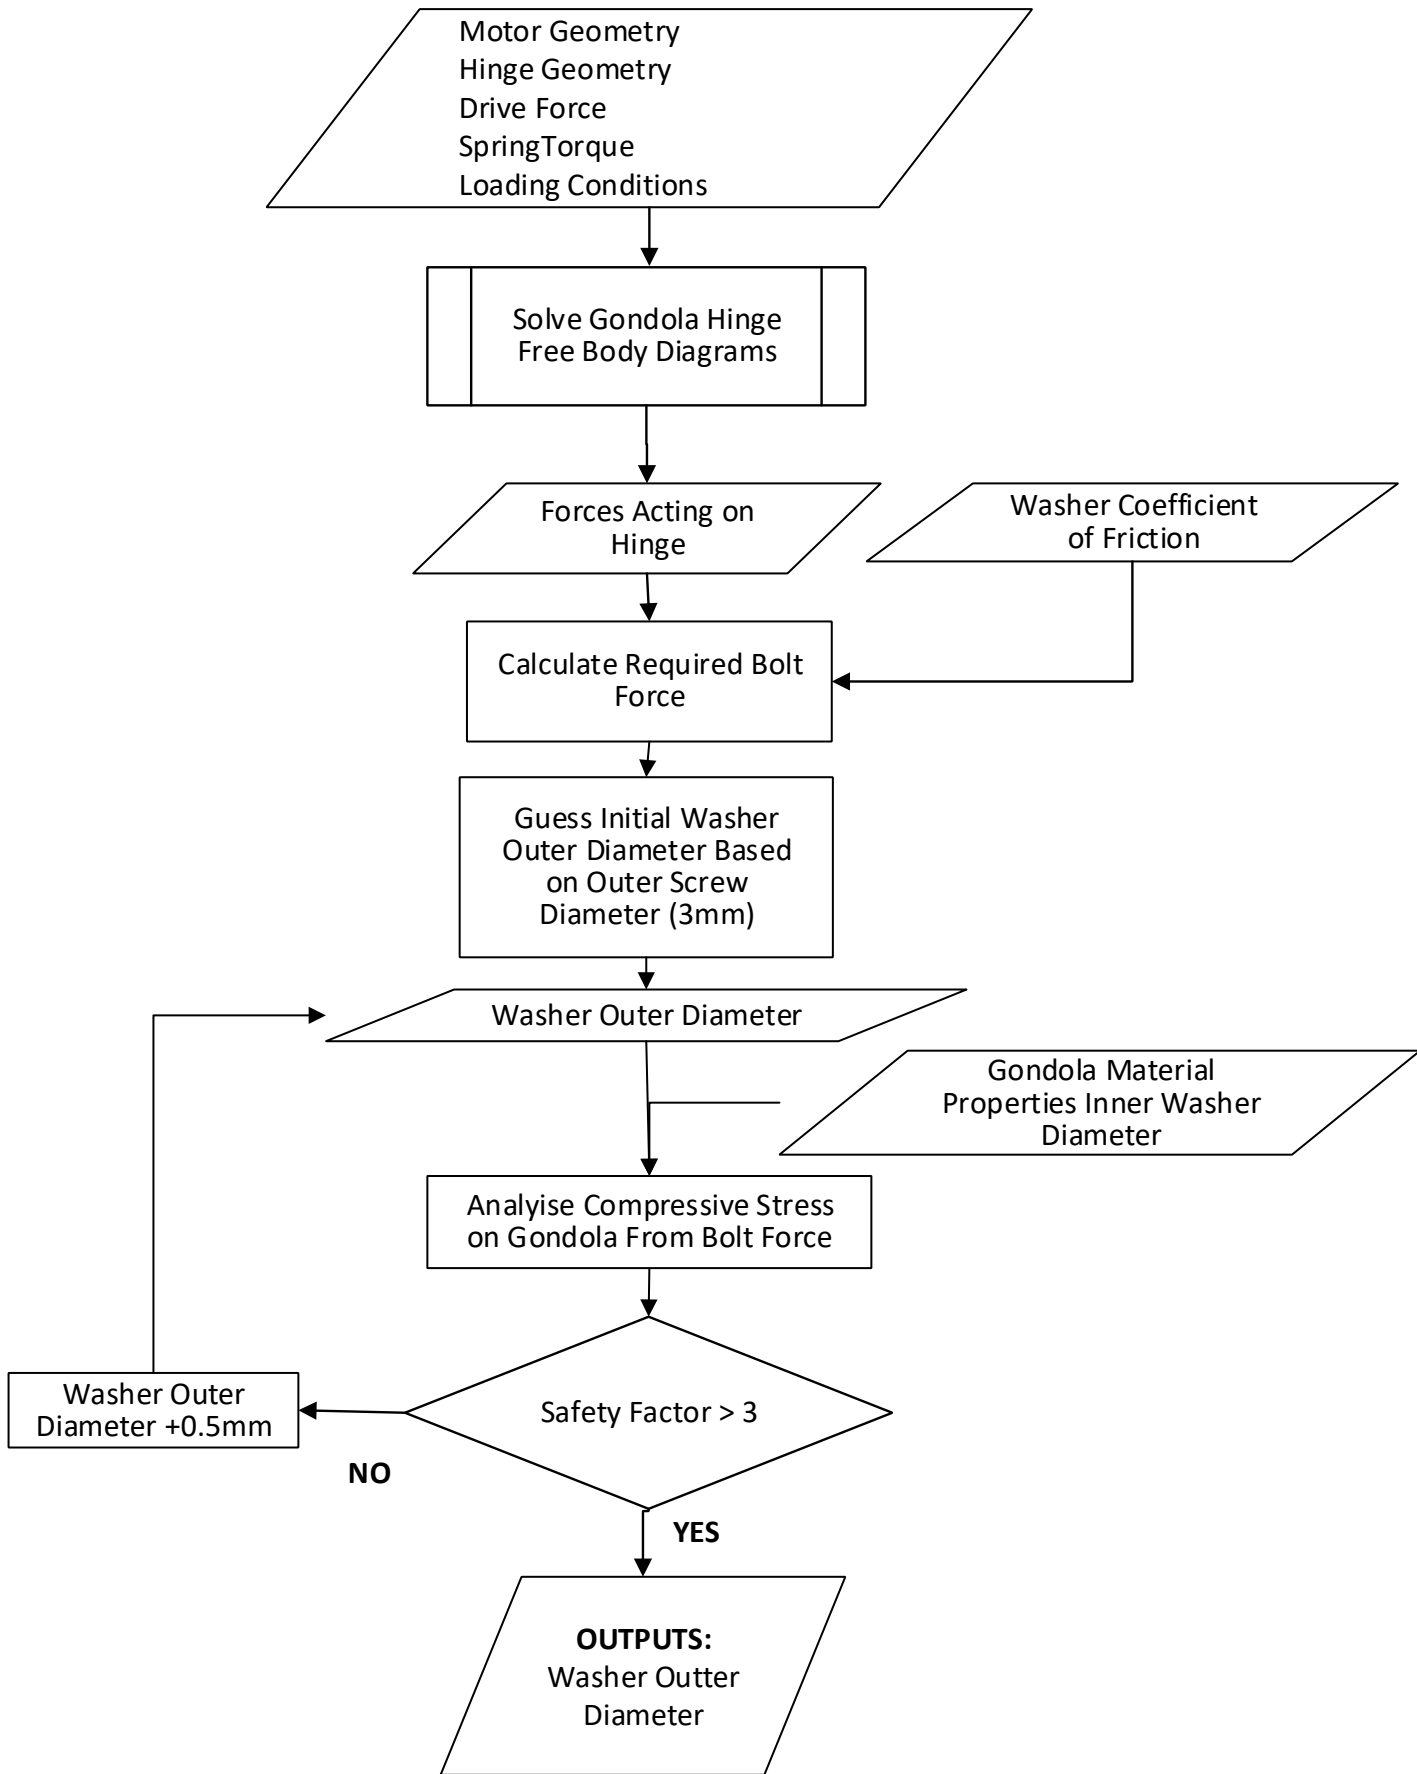 Motor Geometry
Hinge Geometry
Drive Force
SpringTorque
Loading Conditions
Solve Gondola Hinge
Free Body Diagrams
Forces Acting on
Hinge
Washer Coefficient
of Friction
Calculate Required Bolt
Force
Guess Initial Washer
Outer Diameter Based
on Outer Screw
Diameter (3mm)
Washer Outer Diameter
Gondola Material
Properties Inner Washer
Diameter
Analyise Compressive Stress
on Gondola From Bolt Force
Safety Factor > 3
Washer Outer
Diameter +0.5mm
NO
YES
OUTPUTS:
Washer Outter
Diameter